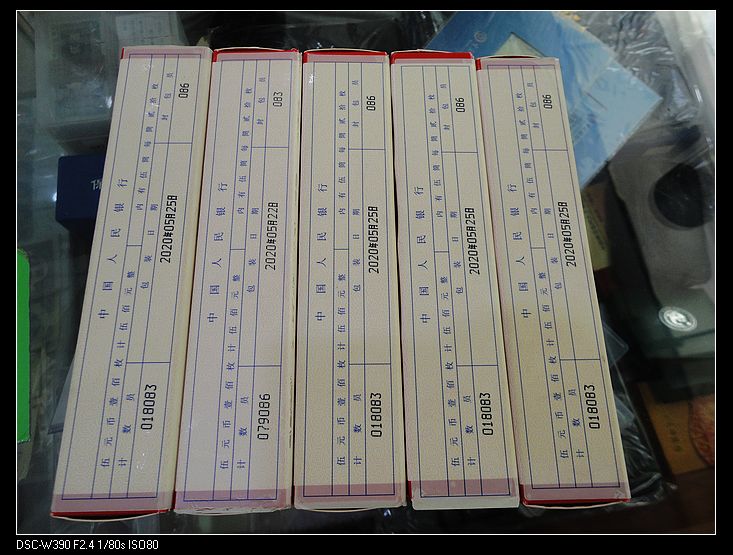 中国人民银行
伍元币壹佰枚计伍佰元整 内有伍筒每筒贰拾枚
计数员 018083 包装日期 2020年05月25日 封包员 086
中国人民银行
伍元币壹佰枚计伍佰元整 内有伍筒每筒贰拾枚
计数员 079086 包装日期 2020年05月22日 封包员 083
中国人民银行
伍元币壹佰枚计伍佰元整 内有伍筒每筒贰拾枚
计数员 018083 包装日期 2020年05月25日 封包员 086
中国人民银行
伍元币壹佰枚计伍佰元整 内有伍筒每筒贰拾枚
计数员 018083 包装日期 2020年05月25日 封包员 086
中国人民银行
伍元币壹佰枚计伍佰元整 内有伍筒每筒贰拾枚
计数员 018083 包装日期 2020年05月25日 封包员 086
DSC-W390 F2.4 1/80s ISO80